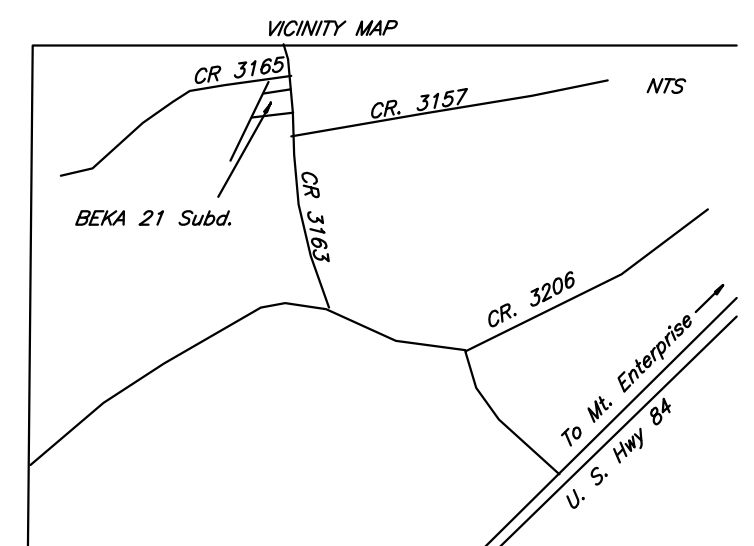 VICINITY MAP
CR 3165
CR. 3157
NTS
BEKA 21 Subd.
CR 3163
CR. 3206
To Mt. Enterprise
U. S. Hwy 84